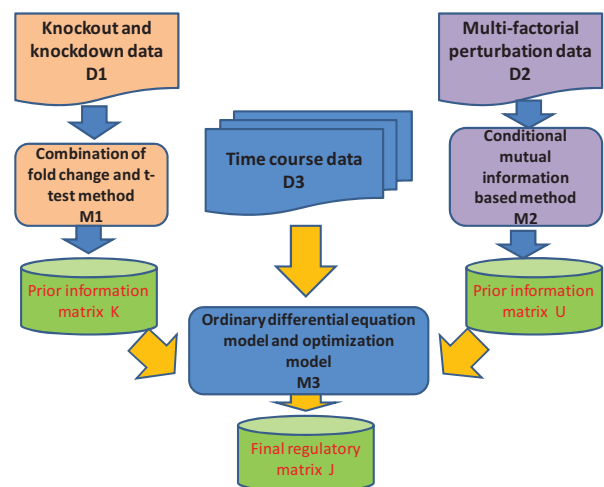 Knockout and
knockdown data
D1
Multi-factorial
perturbation data
D2
Time course data
D3
Combination of
fold change and t-
test method
M1
Conditional
mutual
information
based method
M2
Prior information
matrix K
Prior information
matrix U
Ordinary differential equation
model and optimization
model
M3
Final regulatory
matrix J